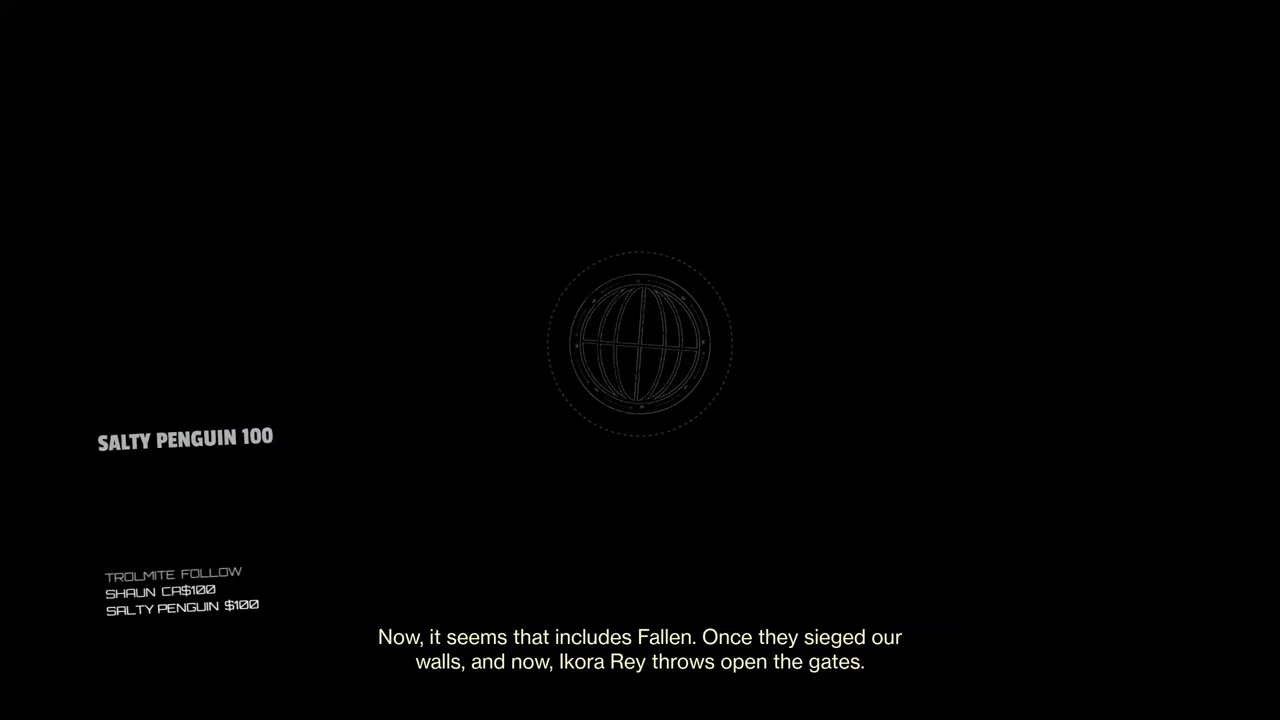 SALTY PENGUIN 100
TROLMITE FOLLOW
SHAUN CA$100
SALTY PENGUIN $100
Now, it seems that includes Fallen. Once they sieged our
walls, and now, Ikora Rey throws open the gates.